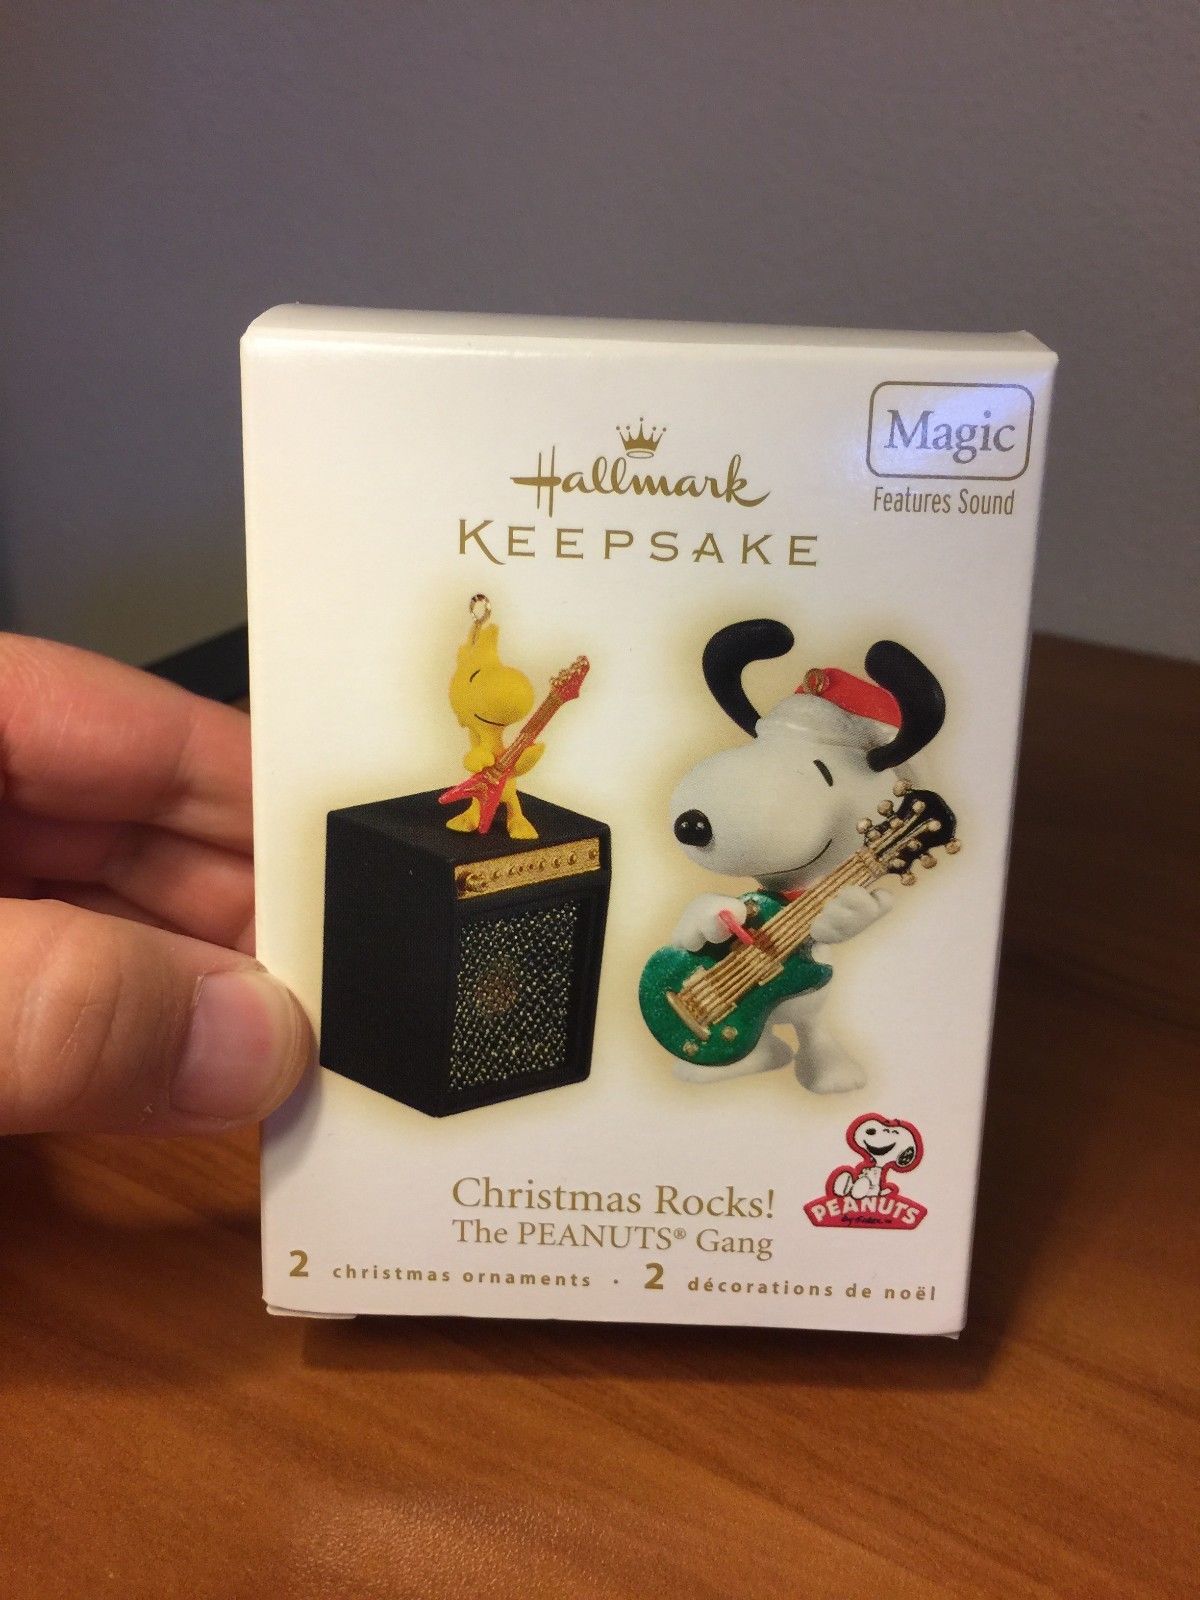 Hallmark
KEEPSAKE
Magic
Features Sound
Christmas Rocks!
The PEANUTS® Gang
PEANUTS
2 christmas ornaments · 2 décorations de noël